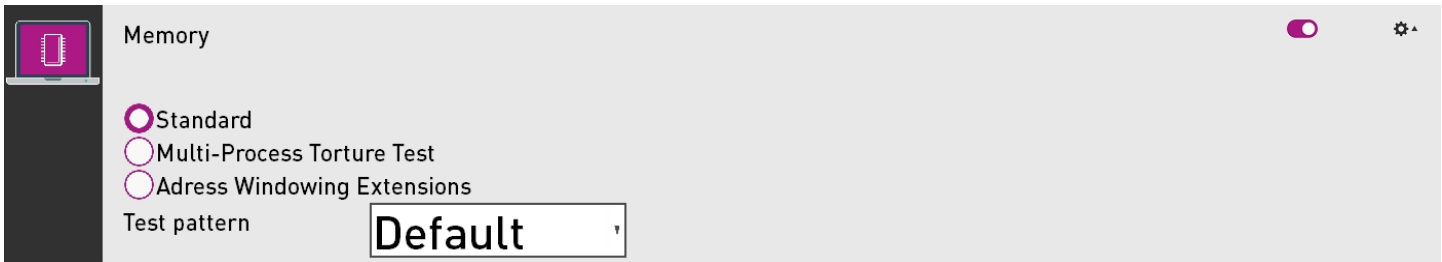 Memory
Standard
Multi-Process Torture Test
Adress Windowing Extensions
Test pattern Default